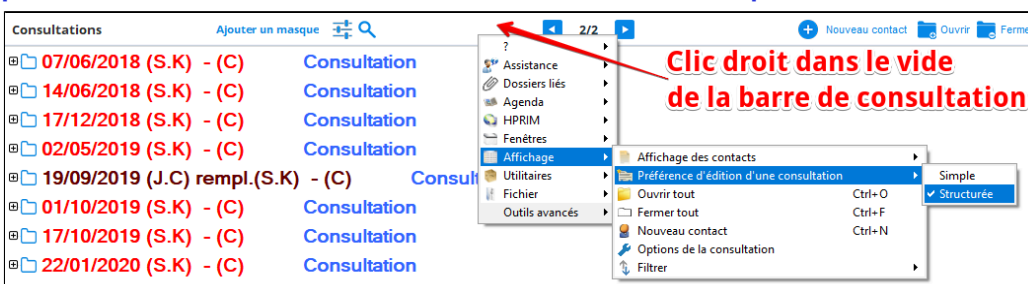 Consultations Ajouter un masque 2/2 Nouveau contact Ouvrir Ferme
Clic droit dans le vide
de la barre de consultation
07/06/2018 (S.K) - (C) Consultation
14/06/2018 (S.K) - (C) Consultation
17/12/2018 (S.K) - (C) Consultation
02/05/2019 (S.K) - (C) Consultation
19/09/2019 (J.C) rempl.(S.K) - (C) Consult
01/10/2019 (S.K) - (C) Consultation
17/10/2019 (S.K) - (C) Consultation
22/01/2020 (S.K) - (C) Consultation
?
Assistance
Dossiers liés
Agenda
HPRIM
Fenêtres
Affichage
Utilitaires
Fichier
Outils avancés
Affichage des contacts
Préférence d'édition d'une consultation
Ouvrir tout Ctrl+O
Fermer tout Ctrl+F
Nouveau contact Ctrl+N
Options de la consultation
Filtrer
Simple
Structurée